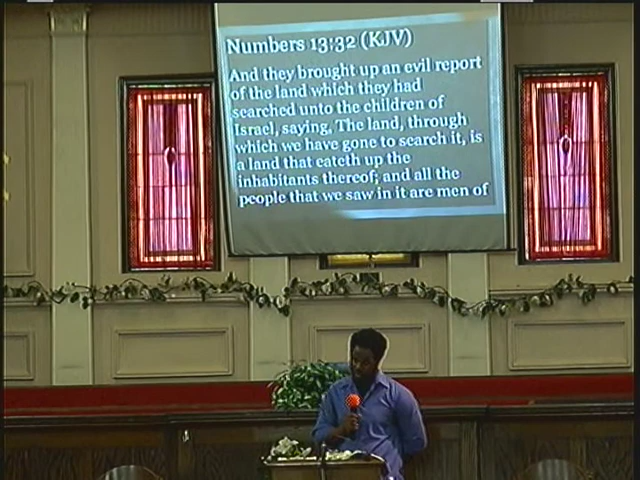 Numbers 13:32 (KJV)
And they brought up an evil report
of the land which they had
searched unto the children of
Israel, saying, The land, through
which we have gone to search it, is
a land that eateth up the
inhabitants thereof; and all the
people that we saw in it are men of